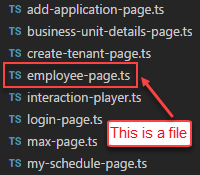 TS add-application-page.ts
TS business-unit-details-page.ts
TS create-tenant-page.ts
TS employee-page.ts
TS interaction-player.ts
TS login-page.ts
This is a file
TS max-page.ts
TS my-schedule-page.ts